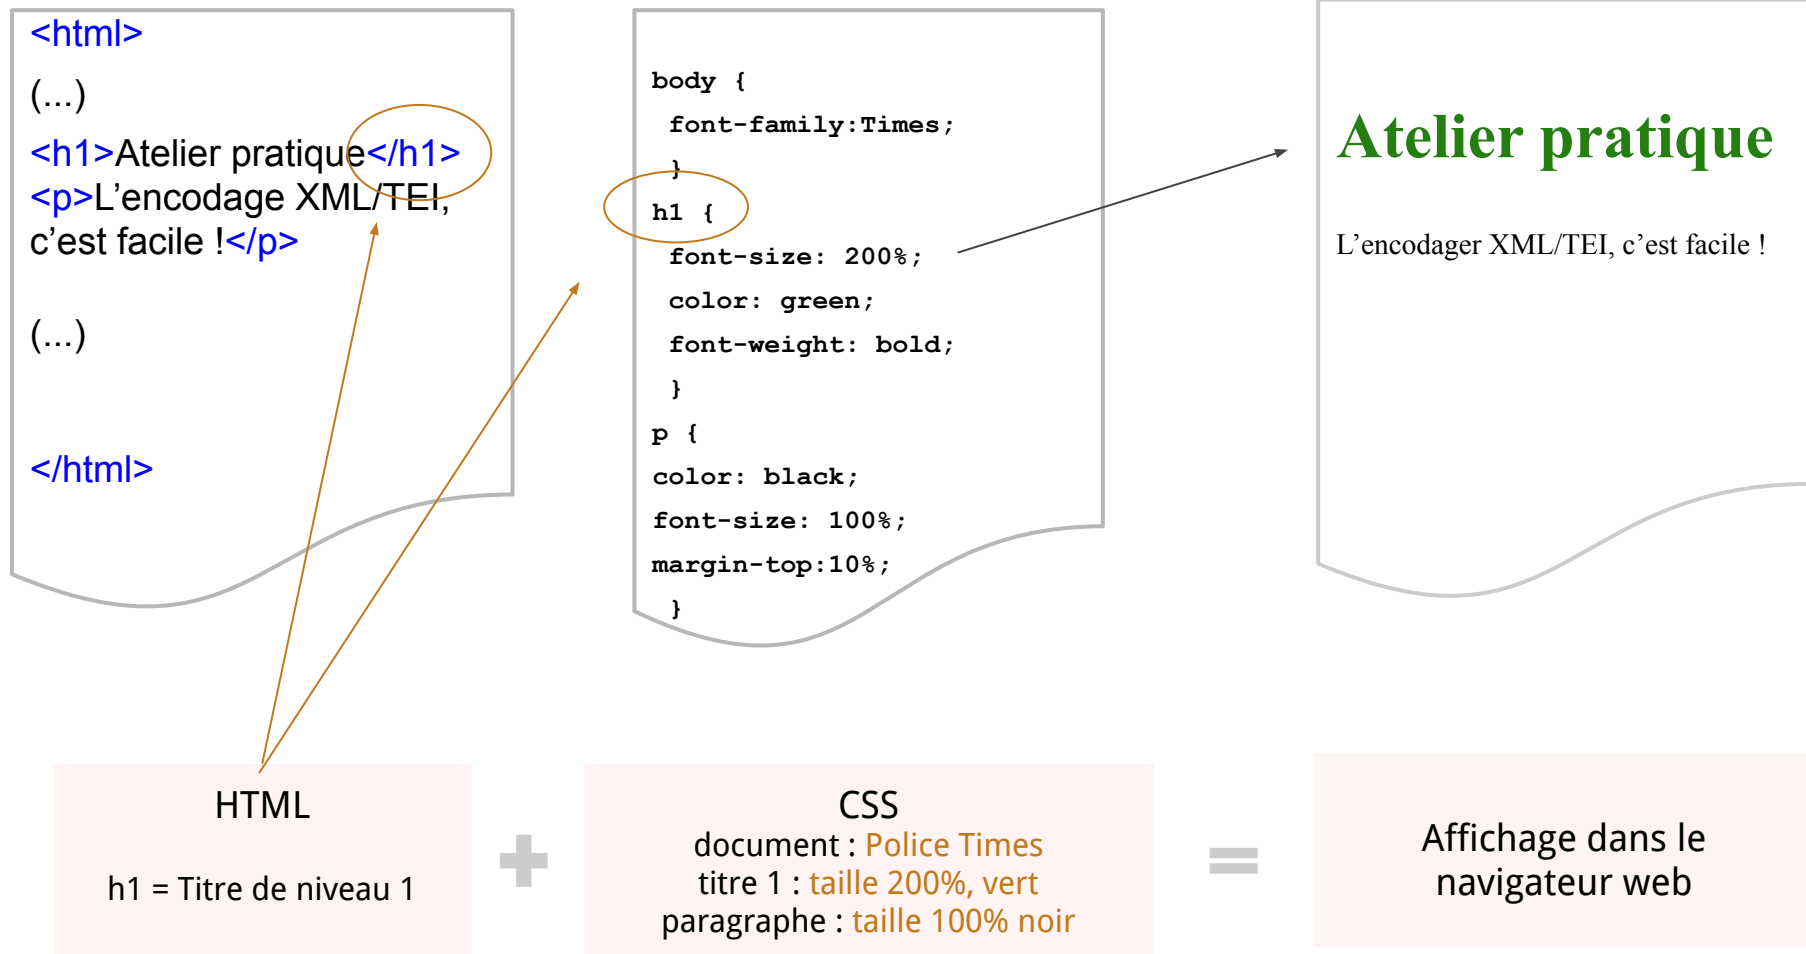 <html>
(...)
<h1>Atelier pratique</h1>
<p>L'encodage XML/TEI,
c'est facile !</p>
(...)
</html>
body {
font-family:Times;
}
h1 {
font-size: 200%;
color: green;
font-weight: bold;
}
p {
color: black;
font-size: 100%;
margin-top:10%;
}
Atelier pratique
L’encodager XML/TEI, c’est facile !
HTML
h1 = Titre de niveau 1
CSS
document : Police Times
titre 1 : taille 200%, vert
paragraphe : taille 100% noir
Affichage dans le
navigateur web